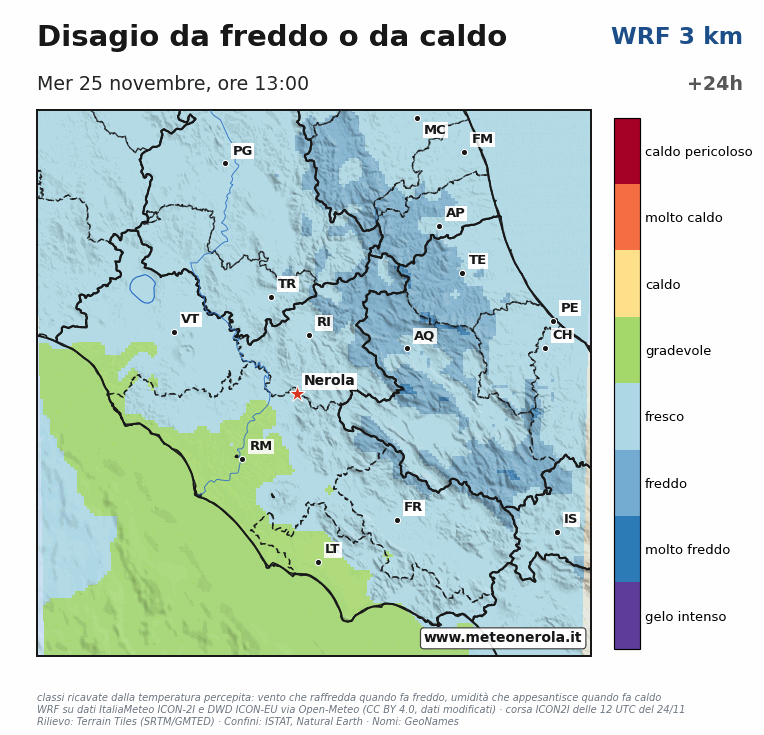 Disagio da freddo o da caldo
WRF 3 km
Mer 25 novembre, ore 13:00
+24h
MC
FM
PG
AP
TE
TR
PE
VT
RI
AQ
CH
Nerola
RM
FR
IS
LT
www.meteonerola.it
caldo pericoloso
molto caldo
caldo
gradevole
fresco
freddo
molto freddo
gelo intenso
classi ricavate dalla temperatura percepita: vento che raffredda quando fa freddo, umidità che appesantisce quando fa caldo
WRF su dati ItaliaMeteo ICON-2I e DWD ICON-EU via Open-Meteo (CC BY 4.0, dati modificati) · corsa ICON2I delle 12 UTC del 24/11
Rilievo: Terrain Tiles (SRTM/GMTED) · Confini: ISTAT, Natural Earth · Nomi: GeoNames